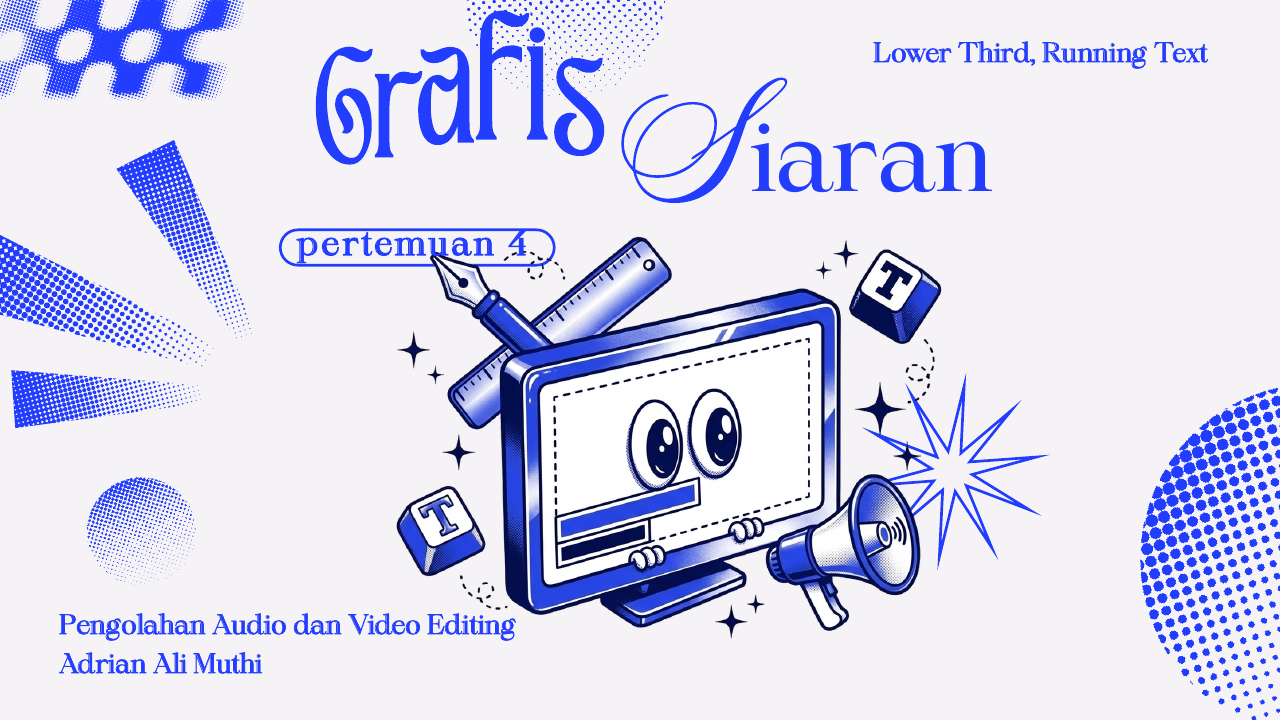 Grafis
Siaran
Lower Third, Running Text
pertemuan 4
T
T
Pengolahan Audio dan Video Editing
Adrian Ali Muthi